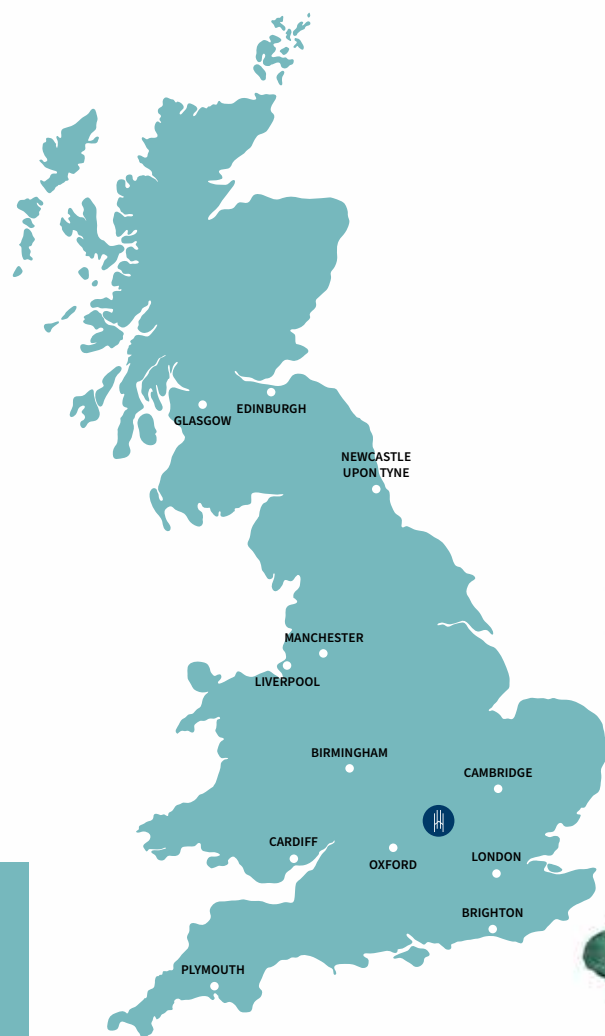 EDINBURGH
GLASGOW
NEWCASTLE
UPON TYNE
MANCHESTER
LIVERPOOL
BIRMINGHAM
CAMBRIDGE
CARDIFF
OXFORD
LONDON
BRIGHTON
PLYMOUTH